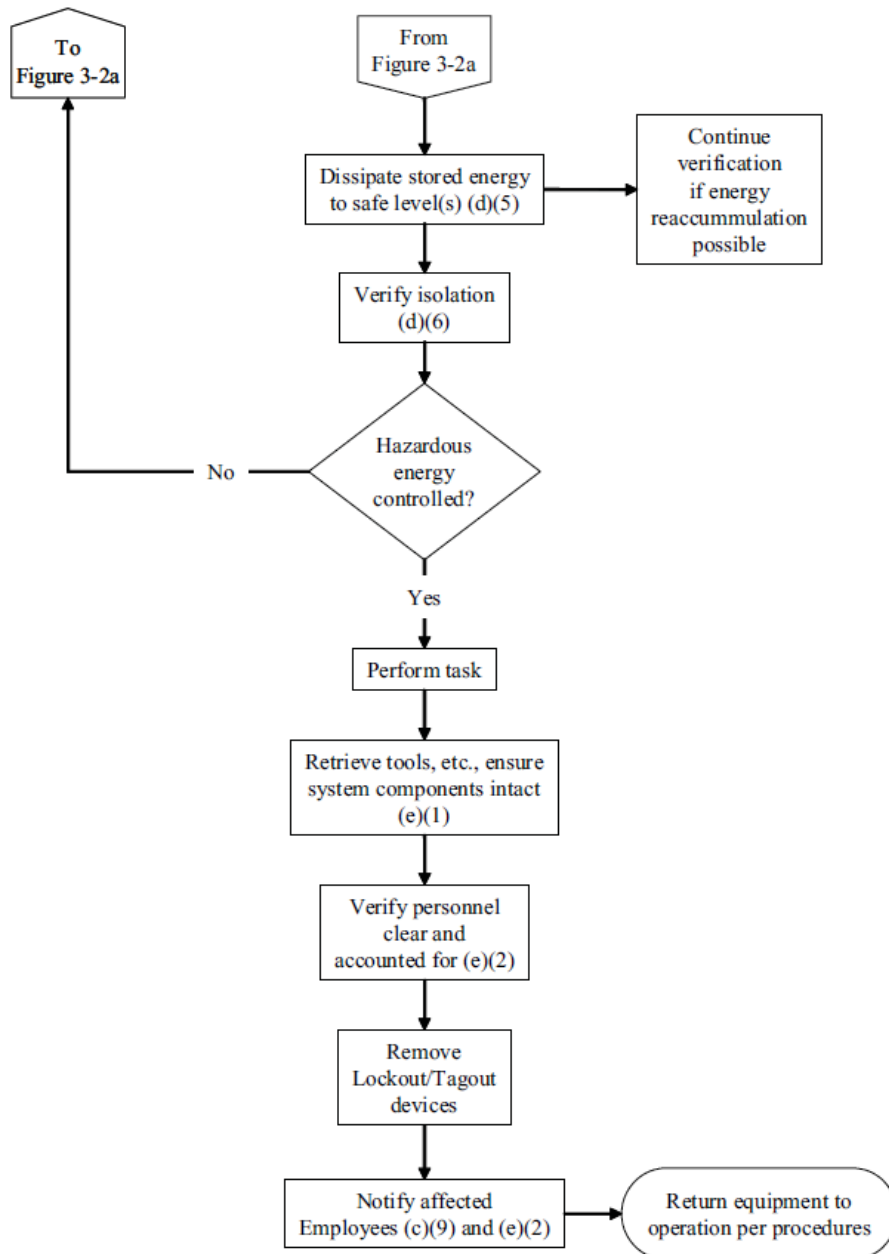 To
Figure 3-2a
From
Figure 3-2a
Dissipate stored energy
to safe level(s) (d)(5)
Continue
verification
if energy
reaccummulation
possible
Verify isolation
(d)(6)
Hazardous
energy
controlled?
No
Yes
Perform task
Retrieve tools, etc., ensure
system components intact
(e)(1)
Verify personnel
clear and
accounted for (e)(2)
Remove
Lockout/Tagout
devices
Notify affected
Employees (c)(9) and (e)(2)
Return equipment to
operation per procedures